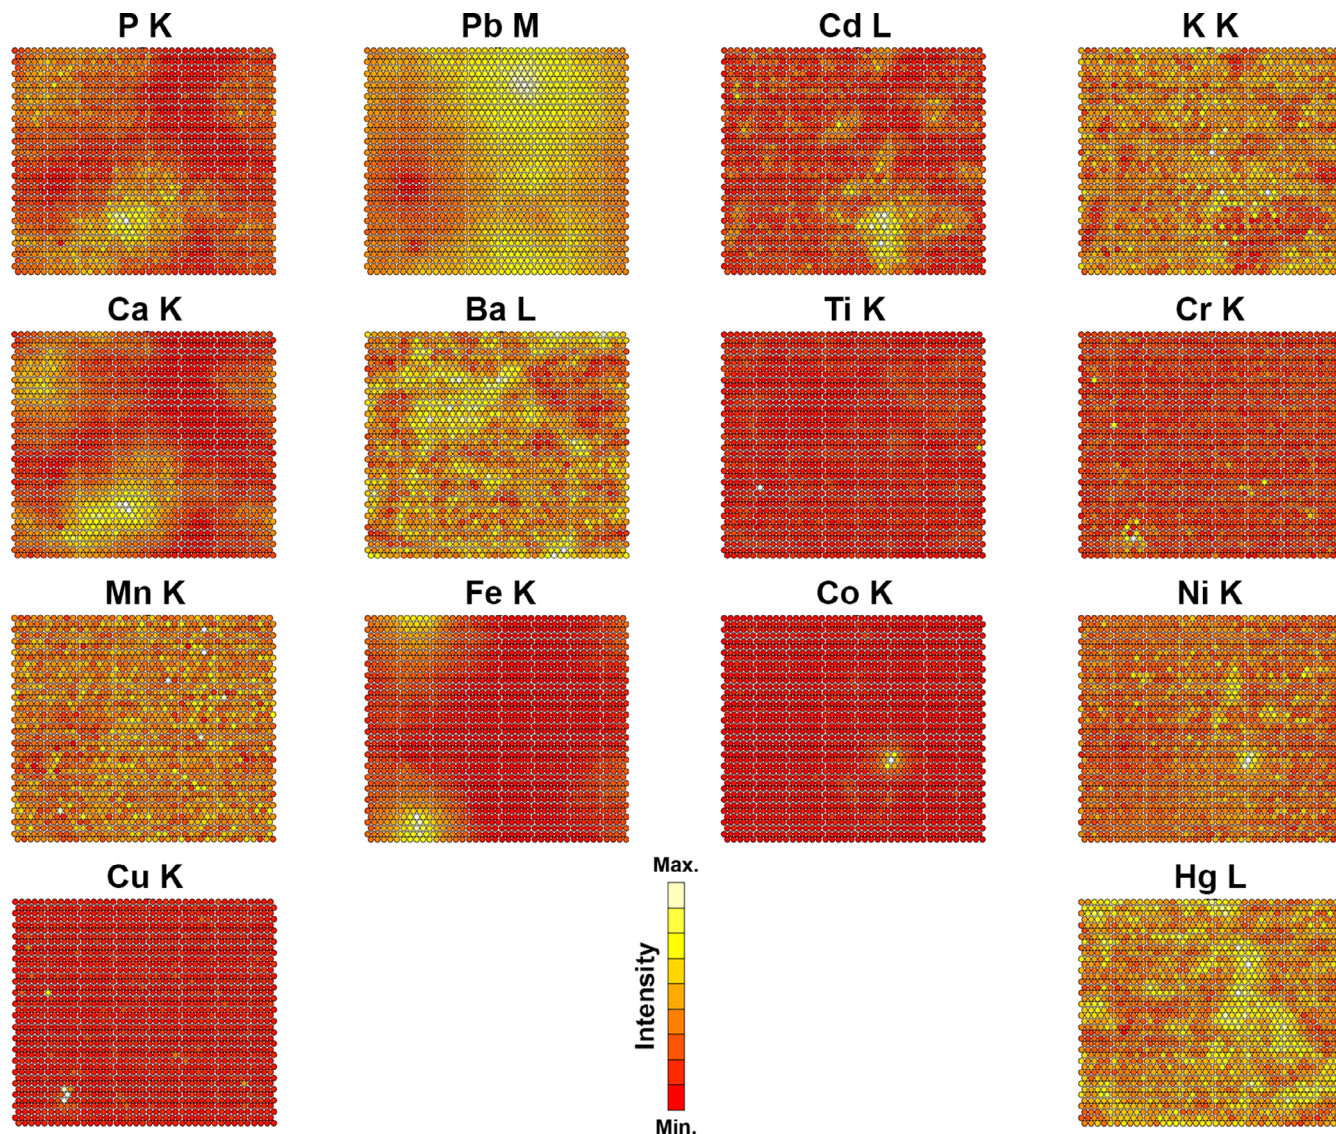 P K
Pb M
Cd L
K K
Ca K
Ba L
Ti K
Cr K
Mn K
Fe K
Co K
Ni K
Cu K
Max.
Intensity
Min.
Hg L